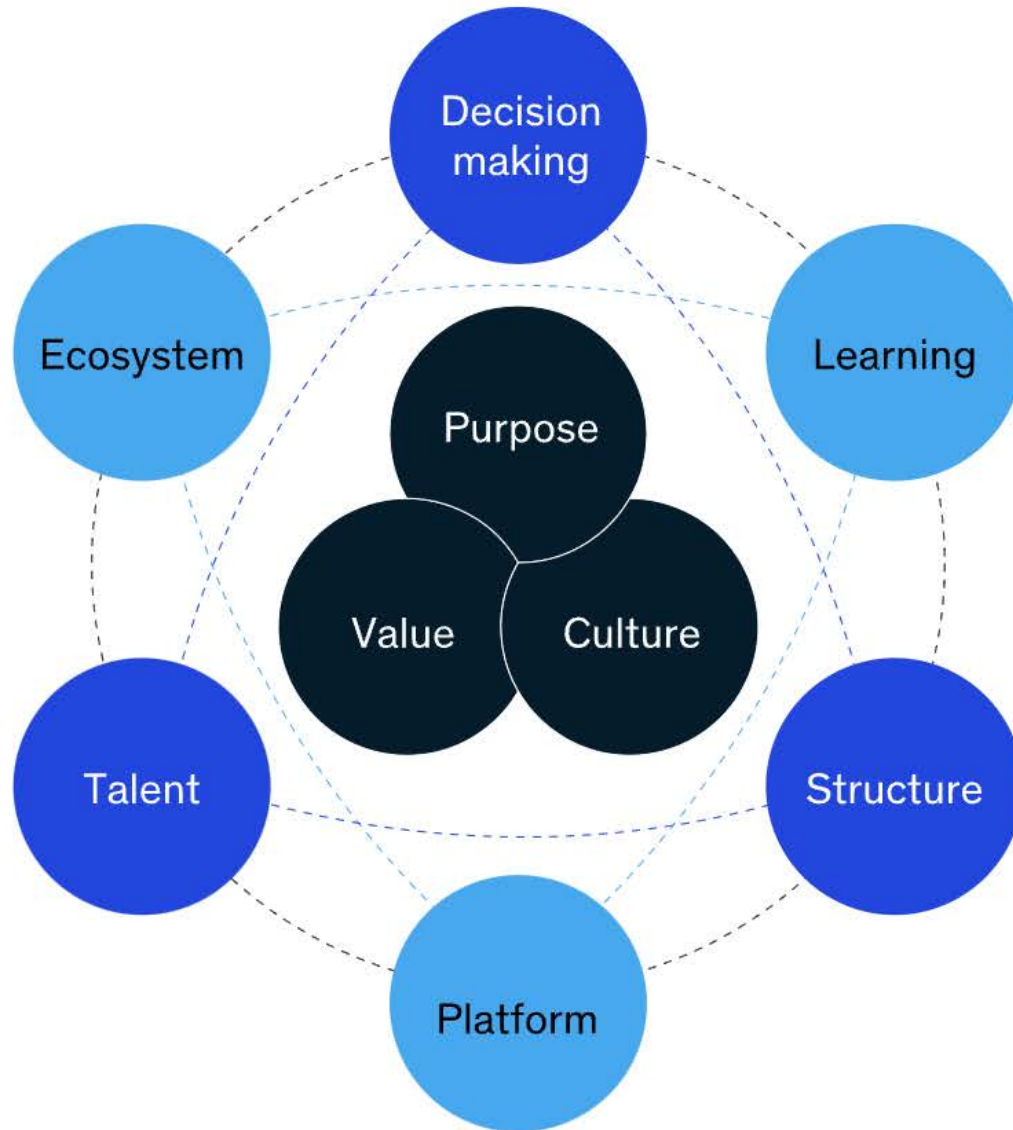 Decision
making
Ecosystem
Learning
Purpose
Value
Culture
Talent
Structure
Platform